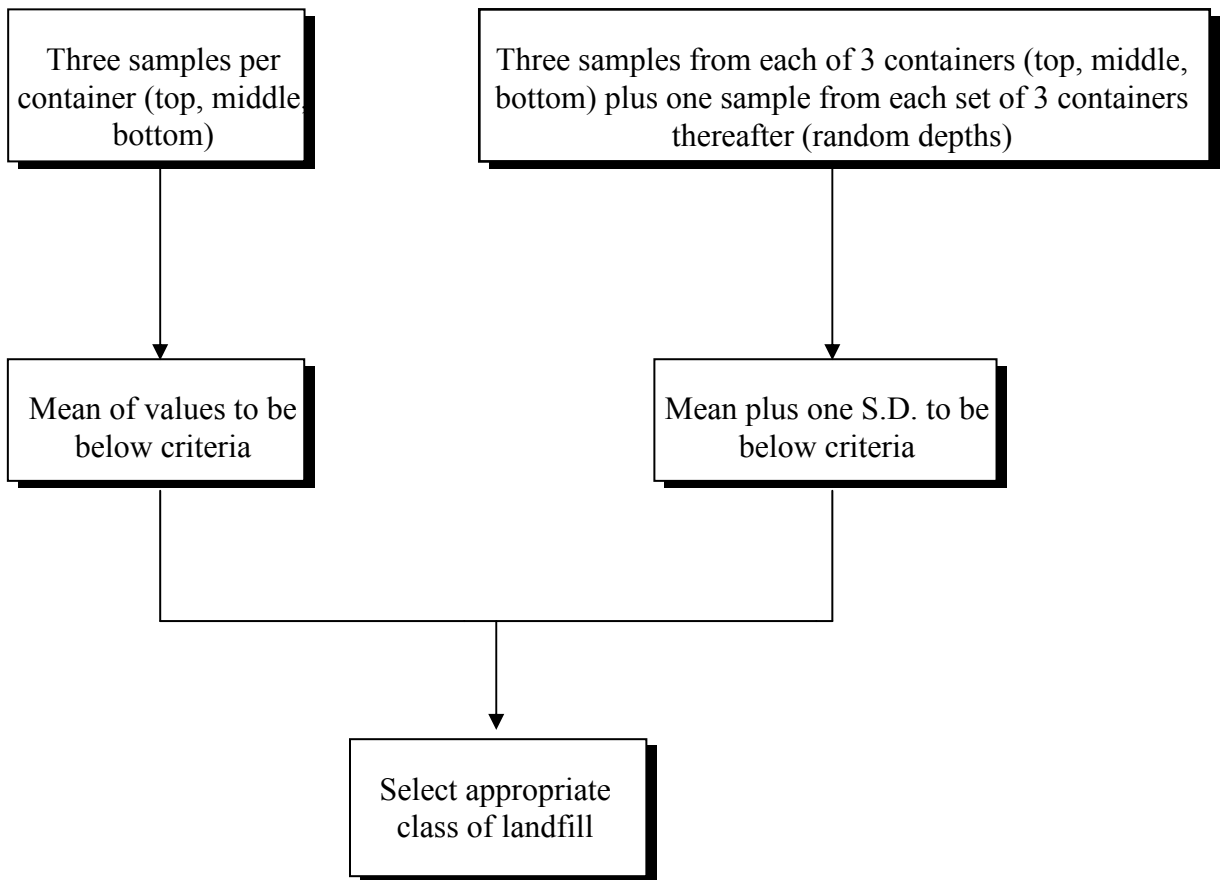 Three samples per
container (top, middle,
bottom)
Three samples from each of 3 containers (top, middle,
bottom) plus one sample from each set of 3 containers
thereafter (random depths)
Mean of values to be
below criteria
Mean plus one S.D. to be
below criteria
Select appropriate
class of landfill